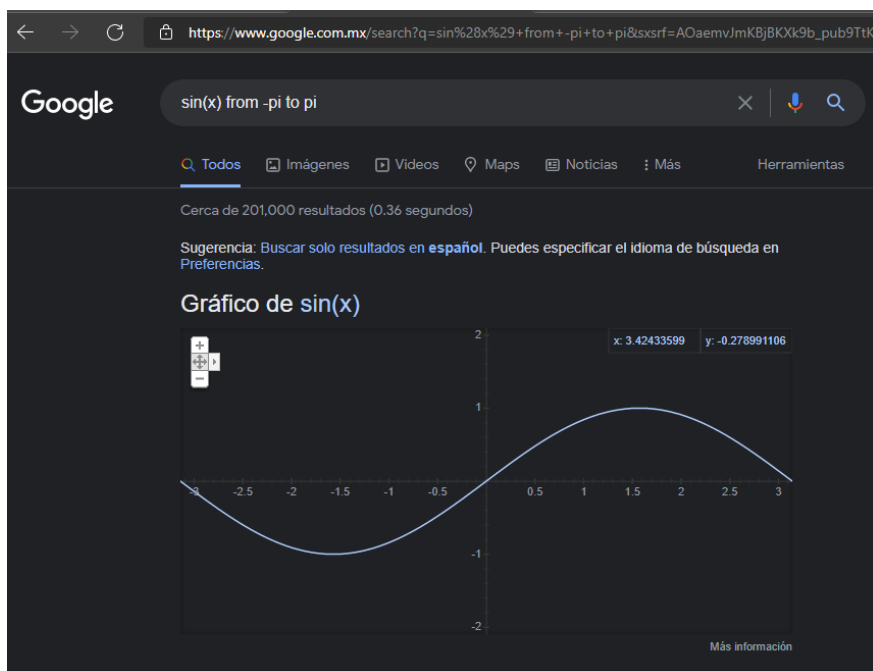 https://www.google.com.mx/search?q=sin%28x%29+from+-pi+to+pi&sxsrf=AOaemvJmKBjBKXk9b_pub9TtK
Google
sin(x) from -pi to pi
Todos Imágenes Videos Maps Noticias Más Herramientas
Cerca de 201,000 resultados (0.36 segundos)
Sugerencia: Buscar solo resultados en español. Puedes especificar el idioma de búsqueda en
Preferencias.
Gráfico de sin(x)
x: 3.42433599 y: -0.278991106
2
1
-3 -2.5 -2 -1.5 -1 -0.5 0.5 1 1.5 2 2.5 3
-1
-2
Más información